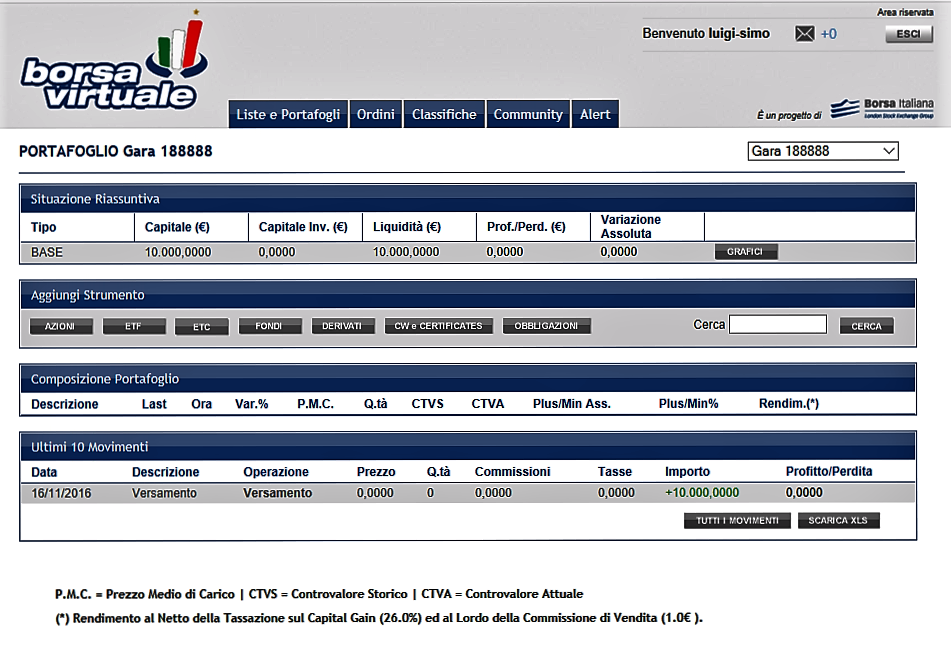 Area riservata
Benvenuto luigi-simo +0 ESCI
borsa
virtuale
Liste e Portafogli Ordini Classifiche Community Alert
È un progetto di Borsa Italiana
London Stock Exchange Group
PORTAFOGLIO Gara 188888 Gara 188888
Situazione Riassuntiva
Tipo Capitale (€) Capitale Inv. (€) Liquidità (€) Prof./Perd. (€) Variazione Assoluta
BASE 10.000,0000 0,0000 10.000,0000 0,0000 0,0000 GRAFICI
Aggiungi Strumento
AZIONI ETF ETC FONDI DERIVATI CW e CERTIFICATES OBBLIGAZIONI Cerca CERCA
Composizione Portafoglio
Descrizione Last Ora Var.% P.M.C. Q.tà CTVS CTVA Plus/Min Ass. Plus/Min% Rendim.(*)
Ultimi 10 Movimenti
Data Descrizione Operazione Prezzo Q.tà Commissioni Tasse Importo Profitto/Perdita
16/11/2016 Versamento Versamento 0,0000 0 0,0000 0,0000 +10.000,0000 0,0000
TUTTI I MOVIMENTI SCARICA XLS
P.M.C. = Prezzo Medio di Carico | CTVS = Controvalore Storico | CTVA = Controvalore Attuale
(*) Rendimento al Netto della Tassazione sul Capital Gain (26.0%) ed al Lordo della Commissione di Vendita (1.0€ ).